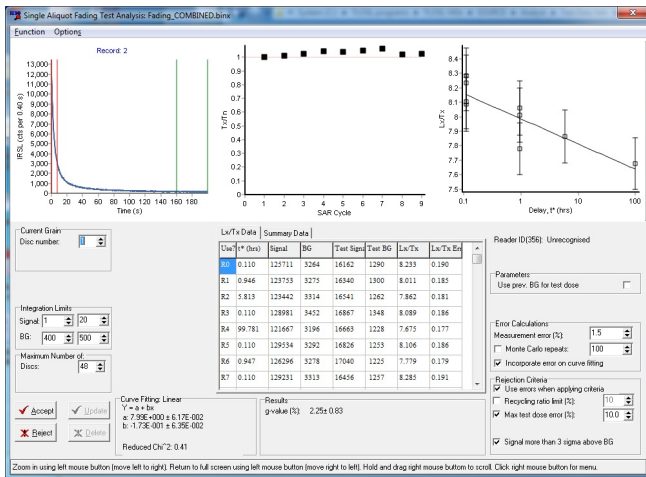 Single Aliquot Fading Test Analysis: Fading_COMBINED.binx
Function Options
Record: 2
IRSL (cts per 0.40 s)
13,000
12,000
11,000
10,000
9,000
8,000
7,000
6,000
5,000
4,000
3,000
2,000
1,000
0
0 20 40 60 80 100 120 140 160 180
Time (s)
Tx/Tn
1
0.9
0.8
0.7
0.6
0.5
0.4
0.3
0.2
0.1
0
0 1 2 3 4 5 6 7 8 9
SAR Cycle
Lx/Tx
8.4
8.3
8.2
8.1
8
7.9
7.8
7.7
7.6
7.5
0.1 1 10 100
Delay, t* (hrs)
Current Grain
Disc number: 1
Integration Limits
Signal: 1 20
BG: 400 500
Maximum Number of:
Discs: 48
Accept Update
Reject Delete
Lx/Tx Data Summary Data
Use? t* (hrs) Signal BG Test Signa Test BG Lx/Tx Lx/Tx Err
R0 0.110 125711 3264 16162 1290 8.233 0.190
R1 0.946 123753 3275 16340 1300 8.011 0.185
R2 5.813 123442 3314 16541 1262 7.862 0.181
R3 0.110 128981 3452 16867 1348 8.089 0.186
R4 99.781 121667 3196 16663 1228 7.675 0.177
R5 0.110 129534 3292 16826 1253 8.106 0.186
R6 0.947 126296 3278 17040 1225 7.779 0.179
R7 0.110 129231 3313 16456 1257 8.285 0.191
Curve Fitting: Linear
Y = a + bx
a: 7.99E+000 ± 6.17E-002
b: -1.73E-001 ± 6.35E-002
Reduced Chi^2: 0.41
Results
g-value (%): 2.25± 0.83
Reader ID(356): Unrecognised
Parameters
Use prev. BG for test dose
Error Calculations
Measurement error (%): 1.5
Monte Carlo repeats: 100
Incorporate error on curve fitting
Rejection Criteria
Use errors when applying criteria
Recycling ratio limit (%): 10
Max test dose error (%): 10.0
Signal more than 3 sigma above BG
Zoom in using left mouse button (move left to right). Return to full screen using left mouse button (move right to left). Hold and drag right mouse buttom to scroll. Click right mouse button for menu.